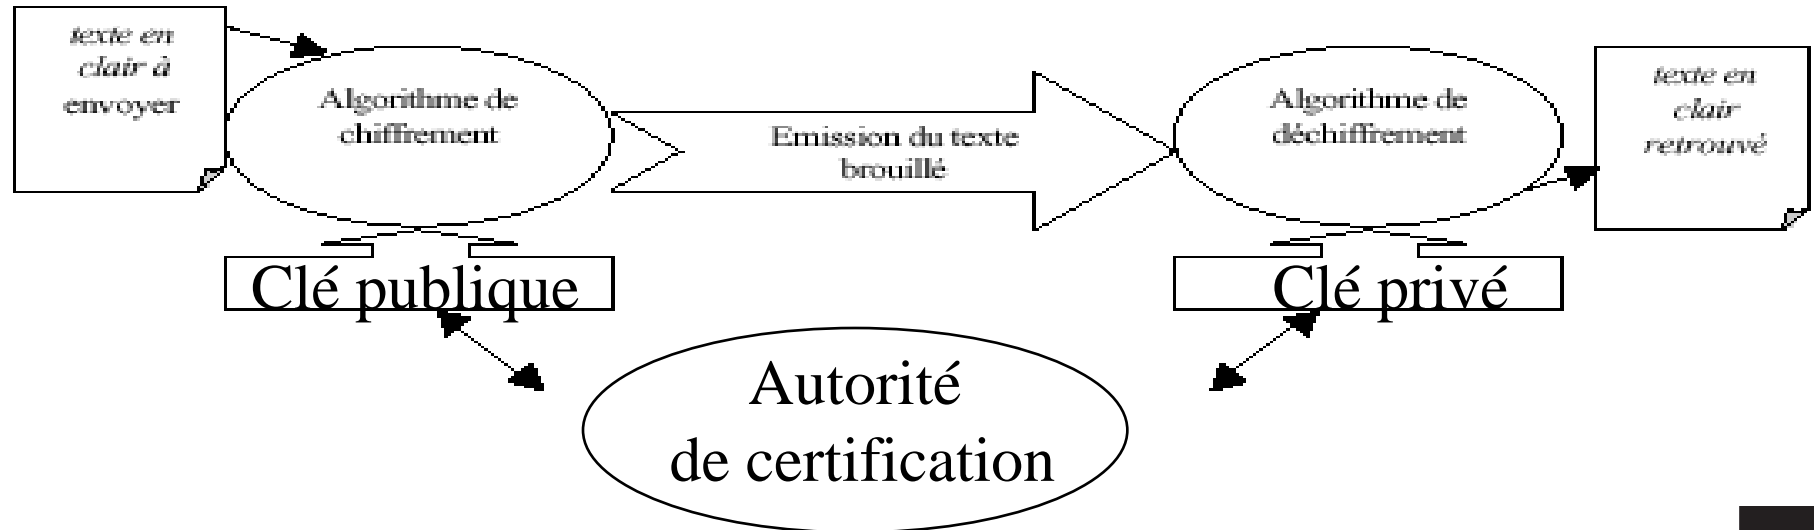 texte en
clair à
envoyer
Algorithme de
chiffrement
Emission du texte
brouillé
Algorithme de
déchiffrement
texte en
clair
retrouvé
Clé publique
Clé privé
Autorité
de certification